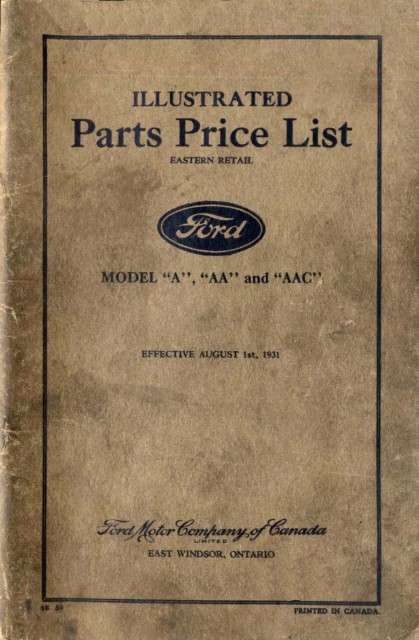 ILLUSTRATED
Parts Price List
EASTERN RETAIL
Ford
MODEL “A”, “AA” and “AAC”
EFFECTIVE AUGUST 1st, 1931
Ford Motor Company of Canada
LIMITED
EAST WINDSOR, ONTARIO
PRINTED IN CANADA.